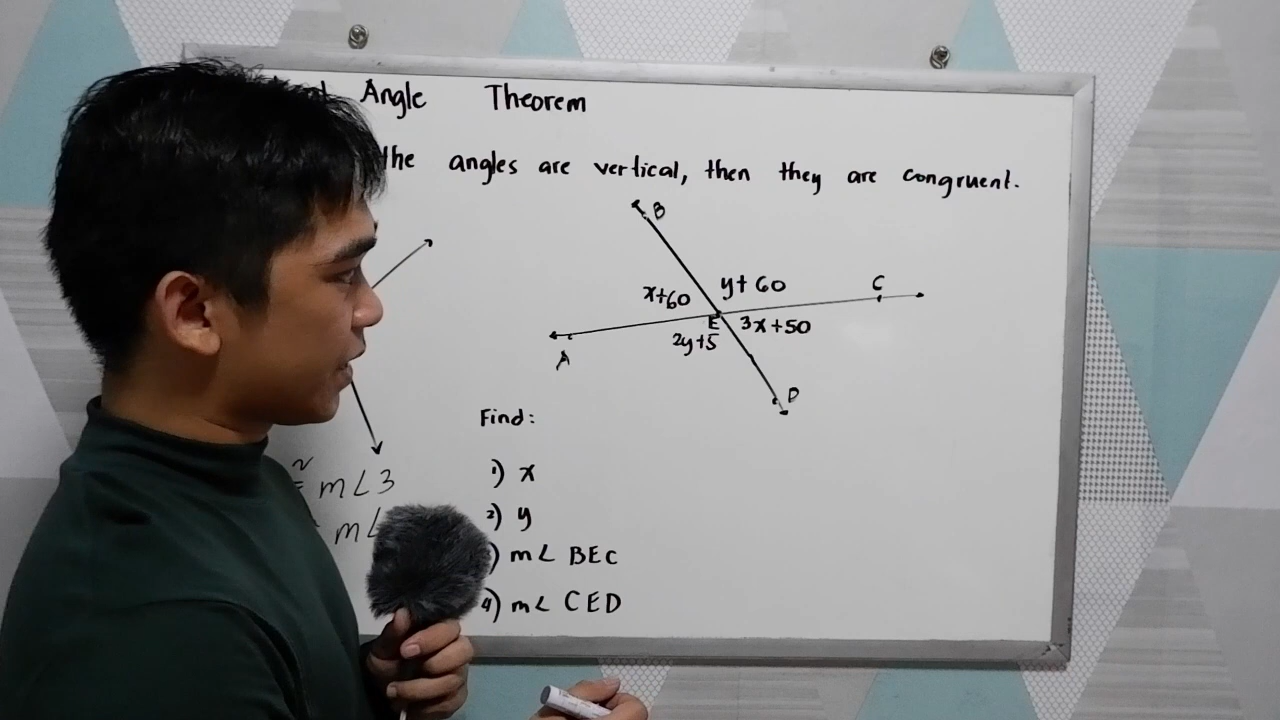 Angle Theorem
the angles are vertical, then they are congruent.
B
x+60
y+60
C
E
3x+50
2y+5
A
D
Find:
1) x
2) y
) m∠ BEC
4) m∠ CED
≅ m∠3
m∠